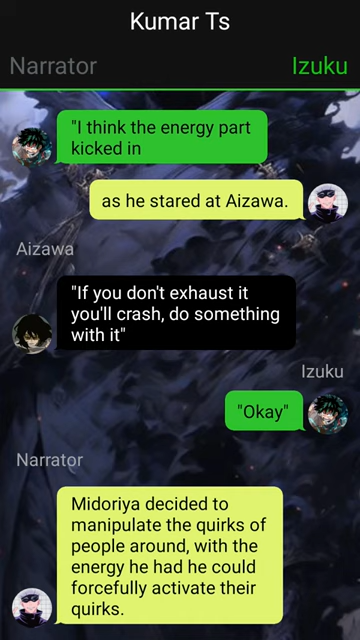 Kumar Ts
Narrator
Izuku
"I think the energy part
kicked in
as he stared at Aizawa.
Aizawa
"If you don't exhaust it
you'll crash, do something
with it"
Izuku
"Okay"
Narrator
Midoriya decided to
manipulate the quirks of
people around, with the
energy he had he could
forcefully activate their
quirks.